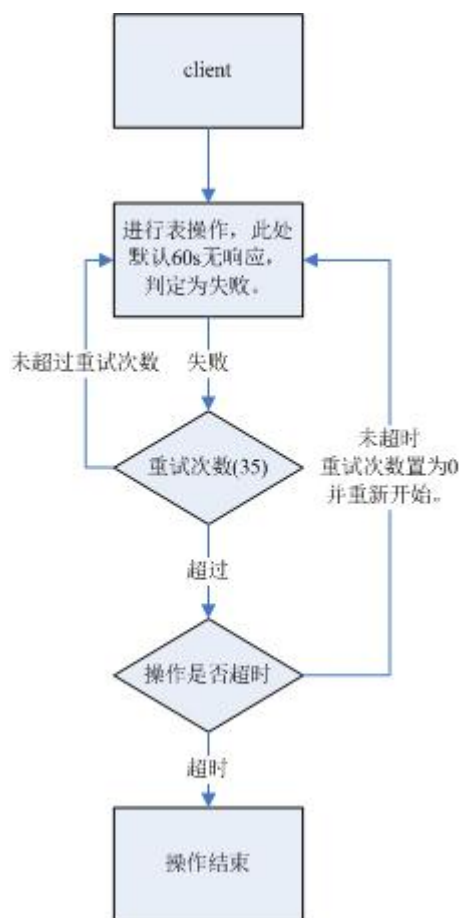 client
进行表操作，此处
默认60s无响应，
判定为失败。
未超过重试次数
失败
重试次数(35)
未超时
重试次数置为0
并重新开始。
超过
操作是否超时
超时
操作结束